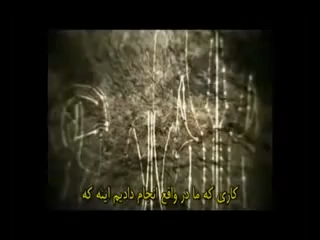 کاری که ما در واقع انجام دادیم اینه که